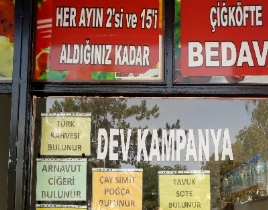 HER AYIN 2'si ve 15'i
ALDIĞINIZ KADAR
ÇİĞKÖFTE
BEDAVA
DEV KAMPANYA
TÜRK
KAHVESİ
BULUNUR
ARNAVUT
CİĞERİ
BULUNUR
ÇAY SİMİT
POĞÇA
BULUNUR
TAVUK
SOTE
BULUNUR